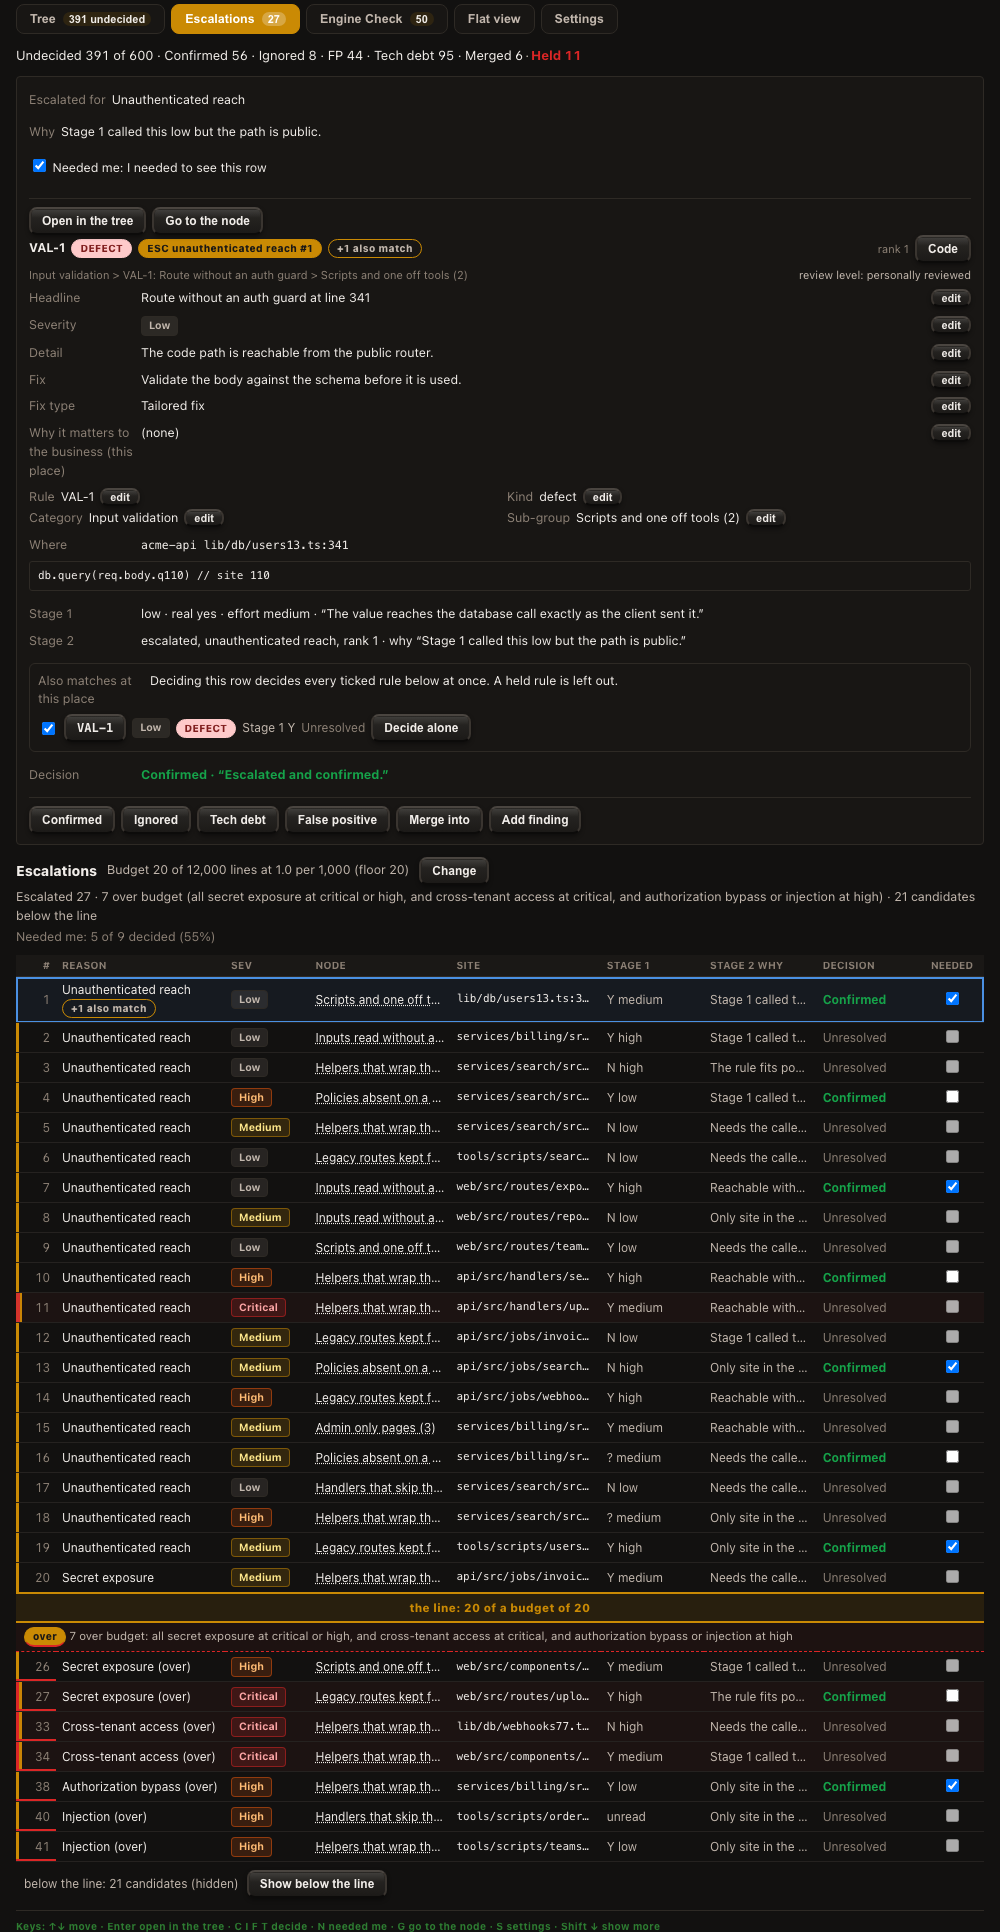 Tree 391 undecided Escalations 27 Engine Check 50 Flat view Settings
Undecided 391 of 600 · Confirmed 56 · Ignored 8 · FP 44 · Tech debt 95 · Merged 6 · Held 11
Escalated for Unauthenticated reach
Why Stage 1 called this low but the path is public.
Needed me: I needed to see this row
Open in the tree Go to the node
VAL-1 DEFECT ESC unauthenticated reach #1 +1 also match rank 1 Code
Input validation > VAL-1: Route without an auth guard > Scripts and one off tools (2) review level: personally reviewed
Headline Route without an auth guard at line 341 edit
Severity Low edit
Detail The code path is reachable from the public router. edit
Fix Validate the body against the schema before it is used. edit
Fix type Tailored fix edit
Why it matters to (none) edit
the business (this
place)
Rule VAL-1 edit Kind defect edit
Category Input validation edit Sub-group Scripts and one off tools (2) edit
Where acme-api lib/db/users13.ts:341
db.query(req.body.q110) // site 110
Stage 1 low · real yes · effort medium · “The value reaches the database call exactly as the client sent it.”
Stage 2 escalated, unauthenticated reach, rank 1 · why “Stage 1 called this low but the path is public.”
Also matches at Deciding this row decides every ticked rule below at once. A held rule is left out.
this place
VAL-1 Low DEFECT Stage 1 Y Unresolved Decide alone
Decision Confirmed · “Escalated and confirmed.”
Confirmed Ignored Tech debt False positive Merge into Add finding
Escalations Budget 20 of 12,000 lines at 1.0 per 1,000 (floor 20) Change
Escalated 27 · 7 over budget (all secret exposure at critical or high, and cross-tenant access at critical, and authorization bypass or injection at high) · 21 candidates
below the line
Needed me: 5 of 9 decided (55%)
# REASON SEV NODE SITE STAGE 1 STAGE 2 WHY DECISION NEEDED
1 Unauthenticated reach +1 also match Low Scripts and one off t... lib/db/users13.ts:3… Y medium Stage 1 called t... Confirmed
2 Unauthenticated reach Low Inputs read without a... services/billing/sr… Y high Stage 1 called t... Unresolved
3 Unauthenticated reach Low Helpers that wrap th... services/search/src… N high The rule fits po... Unresolved
4 Unauthenticated reach High Policies absent on a ... services/search/src… Y low Stage 1 called t... Confirmed
5 Unauthenticated reach Medium Helpers that wrap th... services/search/src… N low Needs the calle... Unresolved
6 Unauthenticated reach Low Legacy routes kept f... tools/scripts/searc… N low Needs the calle... Unresolved
7 Unauthenticated reach Low Inputs read without a... web/src/routes/expo… Y high Reachable with... Confirmed
8 Unauthenticated reach Medium Inputs read without a... web/src/routes/repo… N low Only site in the ... Unresolved
9 Unauthenticated reach Low Scripts and one off t... web/src/routes/team… Y low Needs the calle... Unresolved
10 Unauthenticated reach High Helpers that wrap th... api/src/handlers/se… Y high Reachable with... Confirmed
11 Unauthenticated reach Critical Helpers that wrap th... api/src/handlers/up… Y medium Reachable with... Unresolved
12 Unauthenticated reach Medium Legacy routes kept f... api/src/jobs/invoic… N low Stage 1 called t... Unresolved
13 Unauthenticated reach Medium Policies absent on a ... api/src/jobs/search… N high Only site in the ... Confirmed
14 Unauthenticated reach High Legacy routes kept f... api/src/jobs/webhoo… Y high Reachable with... Unresolved
15 Unauthenticated reach Medium Admin only pages (3) services/billing/sr… Y medium Reachable with... Unresolved
16 Unauthenticated reach Medium Policies absent on a ... services/billing/sr… ? medium Needs the calle... Confirmed
17 Unauthenticated reach Low Handlers that skip th... services/search/src… N low Needs the calle... Unresolved
18 Unauthenticated reach High Helpers that wrap th... services/search/src… ? medium Only site in the ... Unresolved
19 Unauthenticated reach Medium Legacy routes kept f... tools/scripts/users… Y high Only site in the ... Confirmed
20 Secret exposure Medium Helpers that wrap th... api/src/jobs/invoic… Y medium Needs the calle... Unresolved
the line: 20 of a budget of 20
over 7 over budget: all secret exposure at critical or high, and cross-tenant access at critical, and authorization bypass or injection at high
26 Secret exposure (over) High Scripts and one off t... web/src/components/… Y medium Stage 1 called t... Unresolved
27 Secret exposure (over) Critical Legacy routes kept f... web/src/routes/uplo… Y high The rule fits po... Confirmed
33 Cross-tenant access (over) Critical Helpers that wrap th... lib/db/webhooks77.t… N high Needs the calle... Unresolved
34 Cross-tenant access (over) Critical Helpers that wrap th... web/src/components/… Y medium Stage 1 called t... Unresolved
38 Authorization bypass (over) High Helpers that wrap th... services/billing/sr… Y low Only site in the ... Confirmed
40 Injection (over) High Handlers that skip th... tools/scripts/order… unread Only site in the ... Unresolved
41 Injection (over) High Helpers that wrap th... tools/scripts/teams… Y low Only site in the ... Unresolved
below the line: 21 candidates (hidden) Show below the line
Keys: ↑↓ move · Enter open in the tree · C I F T decide · N needed me · G go to the node · S settings · Shift ↓ show more